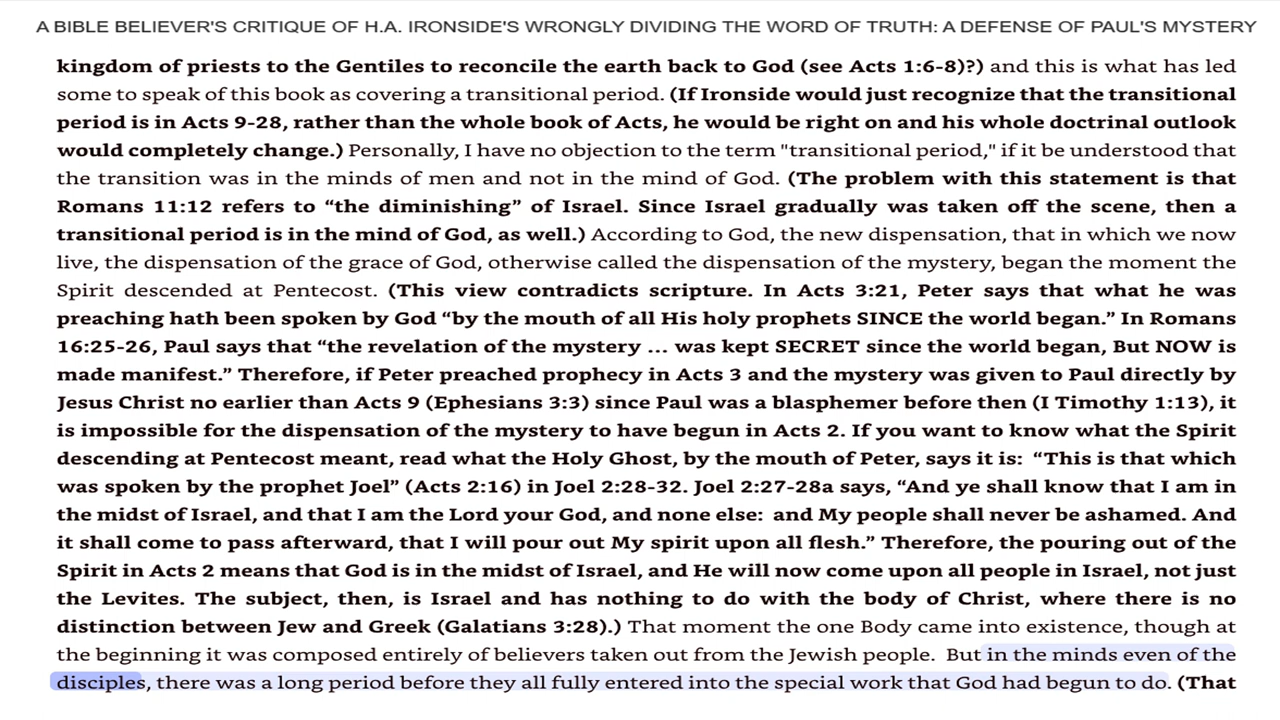 A BIBLE BELIEVER'S CRITIQUE OF H.A. IRONSIDE'S WRONGLY DIVIDING THE WORD OF TRUTH: A DEFENSE OF PAUL'S MYSTERY
kingdom of priests to the Gentiles to reconcile the earth back to God (see Acts 1:6-8)?) and this is what has led
some to speak of this book as covering a transitional period. (If Ironside would just recognize that the transitional
period is in Acts 9-28, rather than the whole book of Acts, he would be right on and his whole doctrinal outlook
would completely change.) Personally, I have no objection to the term "transitional period," if it be understood that
the transition was in the minds of men and not in the mind of God. (The problem with this statement is that
Romans 11:12 refers to “the diminishing” of Israel. Since Israel gradually was taken off the scene, then a
transitional period is in the mind of God, as well.) According to God, the new dispensation, that in which we now
live, the dispensation of the grace of God, otherwise called the dispensation of the mystery, began the moment the
Spirit descended at Pentecost. (This view contradicts scripture. In Acts 3:21, Peter says that what he was
preaching hath been spoken by God “by the mouth of all His holy prophets SINCE the world began.” In Romans
16:25-26, Paul says that “the revelation of the mystery ... was kept SECRET since the world began, But NOW is
made manifest.” Therefore, if Peter preached prophecy in Acts 3 and the mystery was given to Paul directly by
Jesus Christ no earlier than Acts 9 (Ephesians 3:3) since Paul was a blasphemer before then (I Timothy 1:13), it
is impossible for the dispensation of the mystery to have begun in Acts 2. If you want to know what the Spirit
descending at Pentecost meant, read what the Holy Ghost, by the mouth of Peter, says it is: “This is that which
was spoken by the prophet Joel” (Acts 2:16) in Joel 2:28-32. Joel 2:27-28a says, “And ye shall know that I am in
the midst of Israel, and that I am the Lord your God, and none else: and My people shall never be ashamed. And
it shall come to pass afterward, that I will pour out My spirit upon all flesh.” Therefore, the pouring out of the
Spirit in Acts 2 means that God is in the midst of Israel, and He will now come upon all people in Israel, not just
the Levites. The subject, then, is Israel and has nothing to do with the body of Christ, where there is no
distinction between Jew and Greek (Galatians 3:28).) That moment the one Body came into existence, though at
the beginning it was composed entirely of believers taken out from the Jewish people. But in the minds even of the
disciples, there was a long period before they all fully entered into the special work that God had begun to do. (That